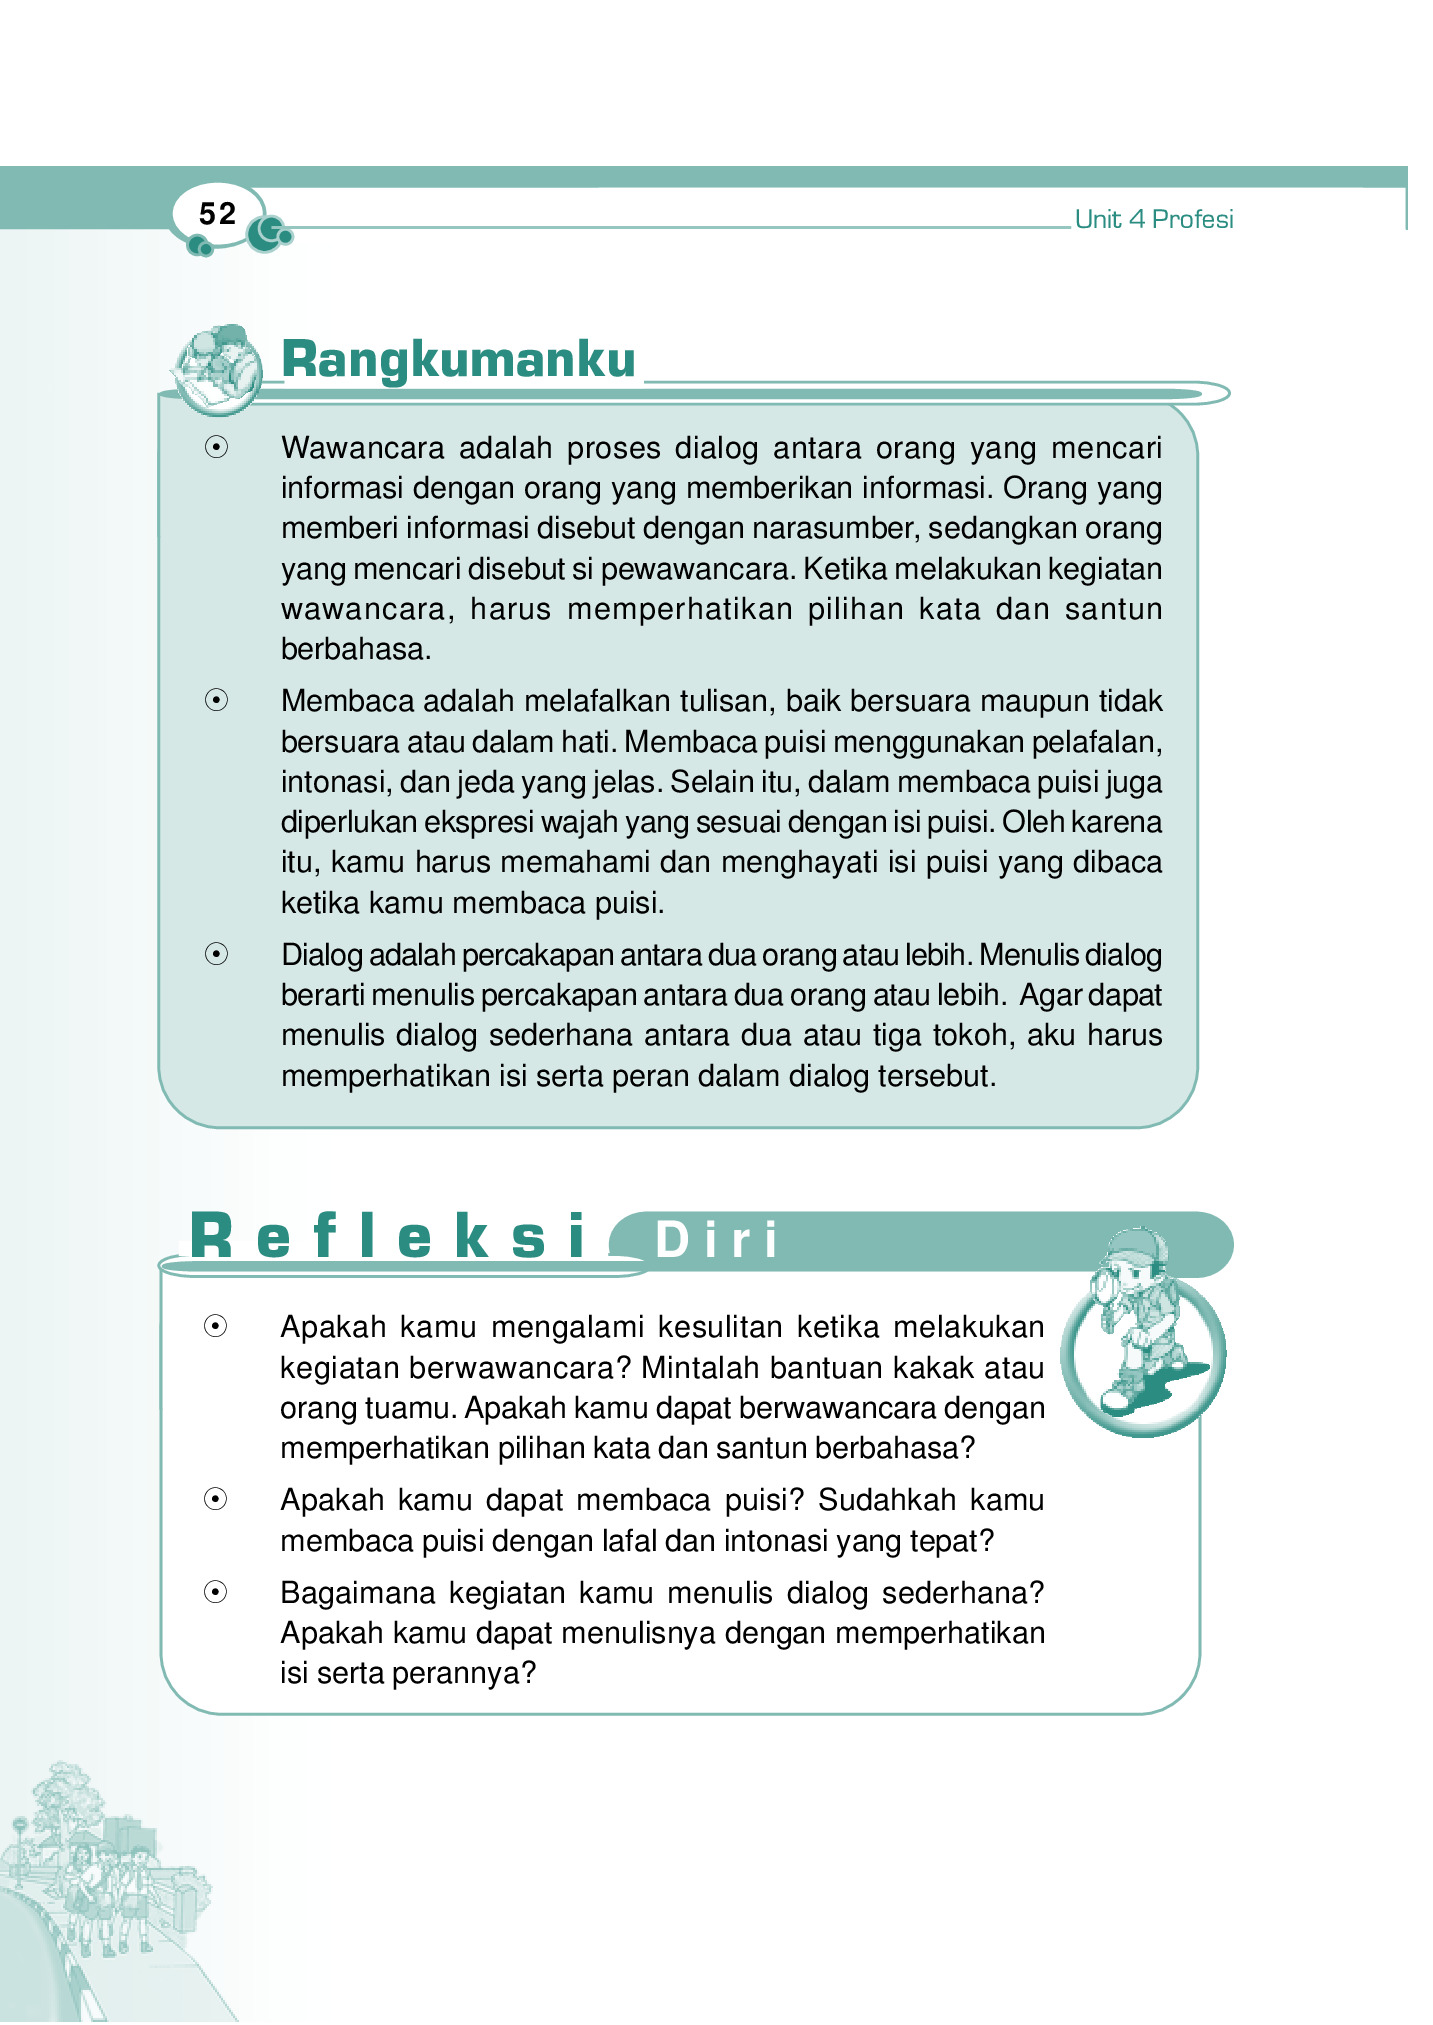 52
Unit 4 Profesi
Rangkumanku
Wawancara adalah proses dialog antara orang yang mencari
informasi dengan orang yang memberikan informasi. Orang yang
memberi informasi disebut dengan narasumber, sedangkan orang
yang mencari disebut si pewawancara. Ketika melakukan kegiatan
wawancara, harus memperhatikan pilihan kata dan santun
berbahasa.
Membaca adalah melafalkan tulisan, baik bersuara maupun tidak
bersuara atau dalam hati. Membaca puisi menggunakan pelafalan,
intonasi, dan jeda yang jelas. Selain itu, dalam membaca puisi juga
diperlukan ekspresi wajah yang sesuai dengan isi puisi. Oleh karena
itu, kamu harus memahami dan menghayati isi puisi yang dibaca
ketika kamu membaca puisi.
Dialog adalah percakapan antara dua orang atau lebih. Menulis dialog
berarti menulis percakapan antara dua orang atau lebih. Agar dapat
menulis dialog sederhana antara dua atau tiga tokoh, aku harus
memperhatikan isi serta peran dalam dialog tersebut.
Refleksi Diri
Apakah kamu mengalami kesulitan ketika melakukan
kegiatan berwawancara? Mintalah bantuan kakak atau
orang tuamu. Apakah kamu dapat berwawancara dengan
memperhatikan pilihan kata dan santun berbahasa?
Apakah kamu dapat membaca puisi? Sudahkah kamu
membaca puisi dengan lafal dan intonasi yang tepat?
Bagaimana kegiatan kamu menulis dialog sederhana?
Apakah kamu dapat menulisnya dengan memperhatikan
isi serta perannya?